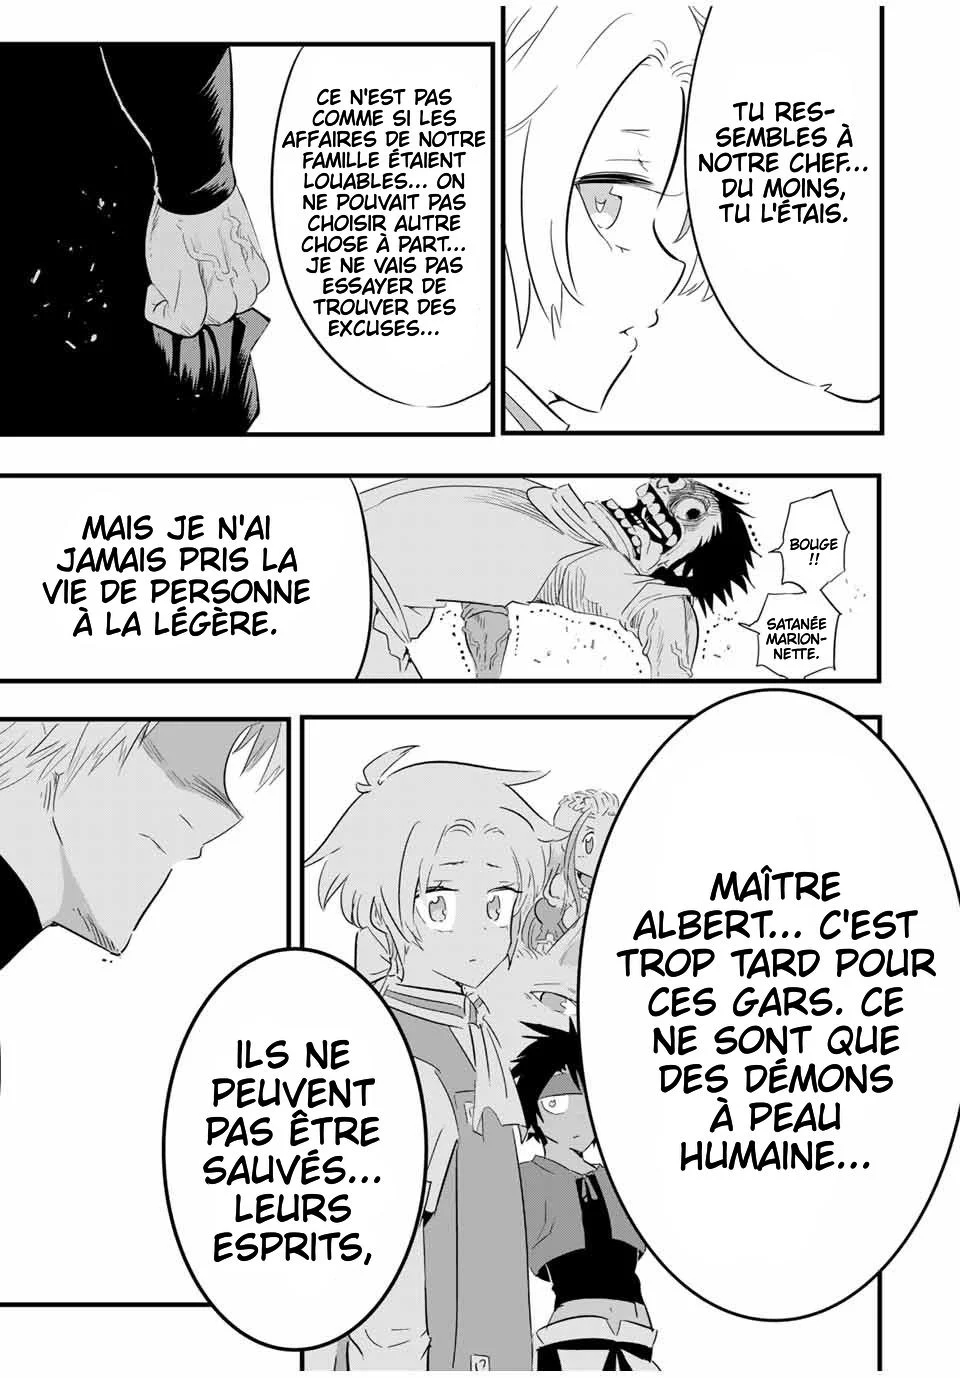 TU RES-
SEMBLES À
NOTRE CHEF...
DU MOINS,
TU L'ÉTAIS.
CE N'EST PAS
COMME SI LES
AFFAIRES DE NOTRE
FAMILLE ÉTAIENT
LOUABLES... ON
NE POUVAIT PAS
CHOISIR AUTRE
CHOSE À PART...
JE NE VAIS PAS
ESSAYER DE
TROUVER DES
EXCUSES...
BOUGE
!!
SATANÉE
MARION-
NETTE.
MAIS JE N'AI
JAMAIS PRIS LA
VIE DE PERSONNE
À LA LÉGÈRE.
MAÎTRE
ALBERT... C'EST
TROP TARD POUR
CES GARS. CE
NE SONT QUE
DES DÉMONS
À PEAU
HUMAINE...
ILS NE
PEUVENT
PAS ÊTRE
SAUVÉS...
LEURS
ESPRITS,